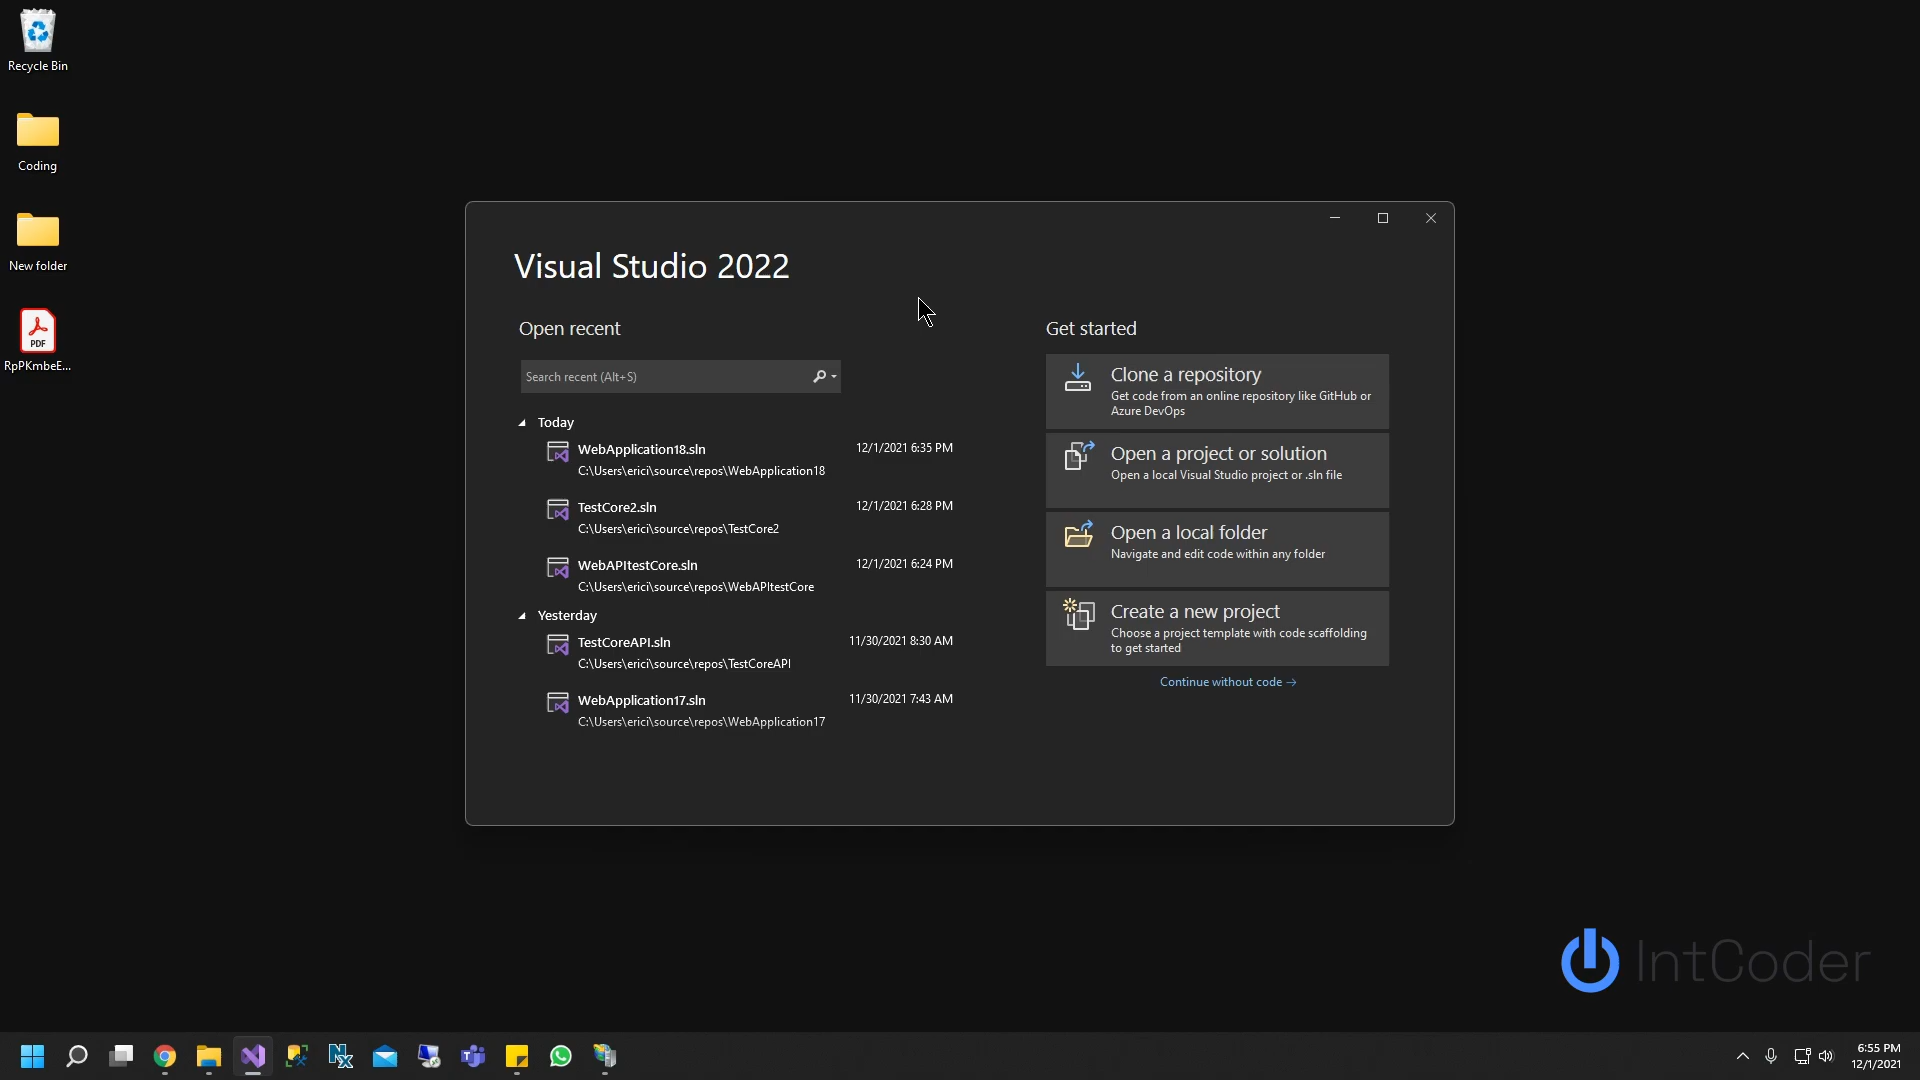 Recycle Bin
Coding
New folder
PDF
RpPKmbeE...
Visual Studio 2022
Open recent
Search recent (Alt+S)
Today
WebApplication18.sln 12/1/2021 6:35 PM
C:\Users\erici\source\repos\WebApplication18
TestCore2.sln 12/1/2021 6:28 PM
C:\Users\erici\source\repos\TestCore2
WebAPItestCore.sln 12/1/2021 6:24 PM
C:\Users\erici\source\repos\WebAPItestCore
Yesterday
TestCoreAPI.sln 11/30/2021 8:30 AM
C:\Users\erici\source\repos\TestCoreAPI
WebApplication17.sln 11/30/2021 7:43 AM
C:\Users\erici\source\repos\WebApplication17
Get started
Clone a repository
Get code from an online repository like GitHub or
Azure DevOps
Open a project or solution
Open a local Visual Studio project or .sln file
Open a local folder
Navigate and edit code within any folder
Create a new project
Choose a project template with code scaffolding
to get started
Continue without code →
IntCoder
Nx
6:55 PM
12/1/2021